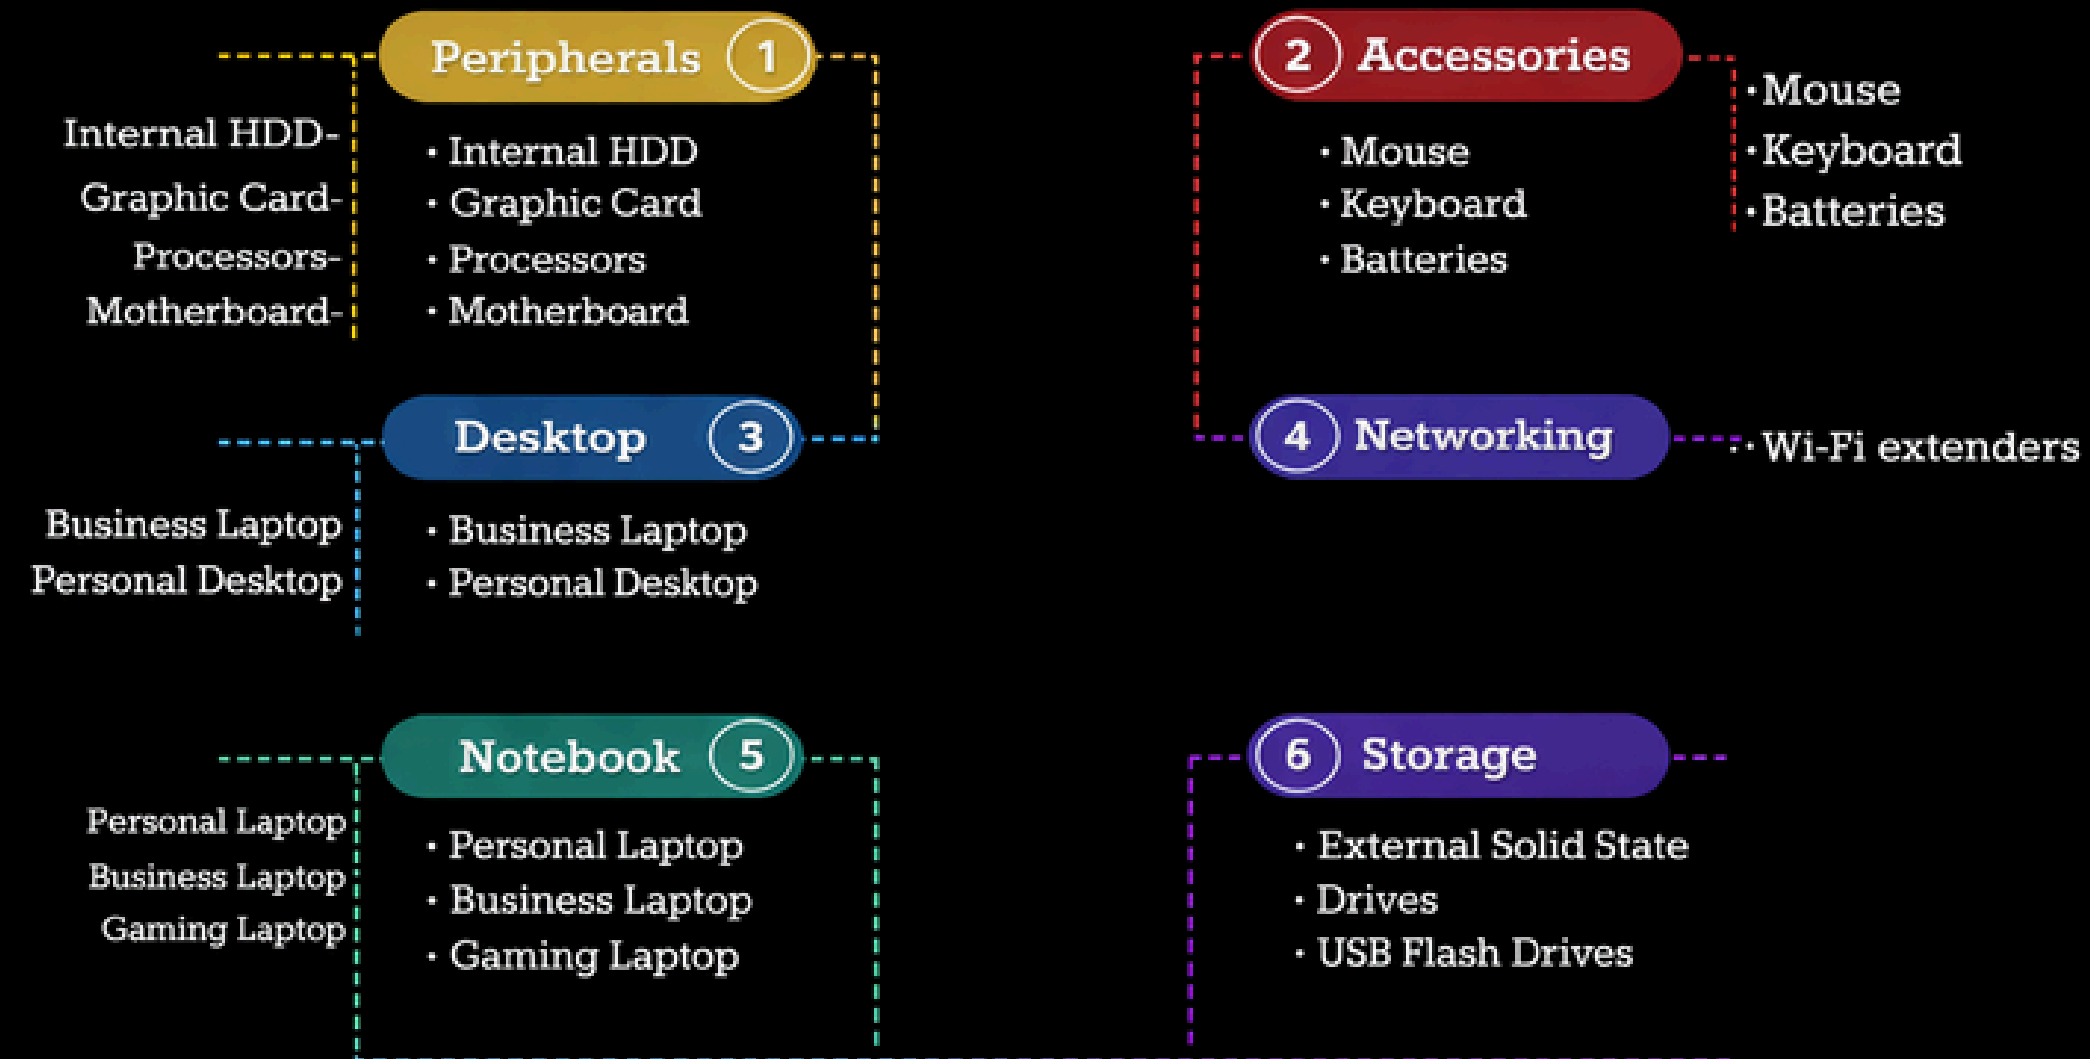 Peripherals 1
Internal HDD-
Graphic Card-
Processors-
Motherboard-
· Internal HDD
· Graphic Card
· Processors
· Motherboard
2 Accessories
· Mouse
· Keyboard
· Batteries
·Mouse
·Keyboard
·Batteries
Desktop 3
Business Laptop
Personal Desktop
· Business Laptop
· Personal Desktop
4 Networking
· Wi-Fi extenders
Notebook 5
Personal Laptop
Business Laptop
Gaming Laptop
· Personal Laptop
· Business Laptop
· Gaming Laptop
6 Storage
· External Solid State
· Drives
· USB Flash Drives